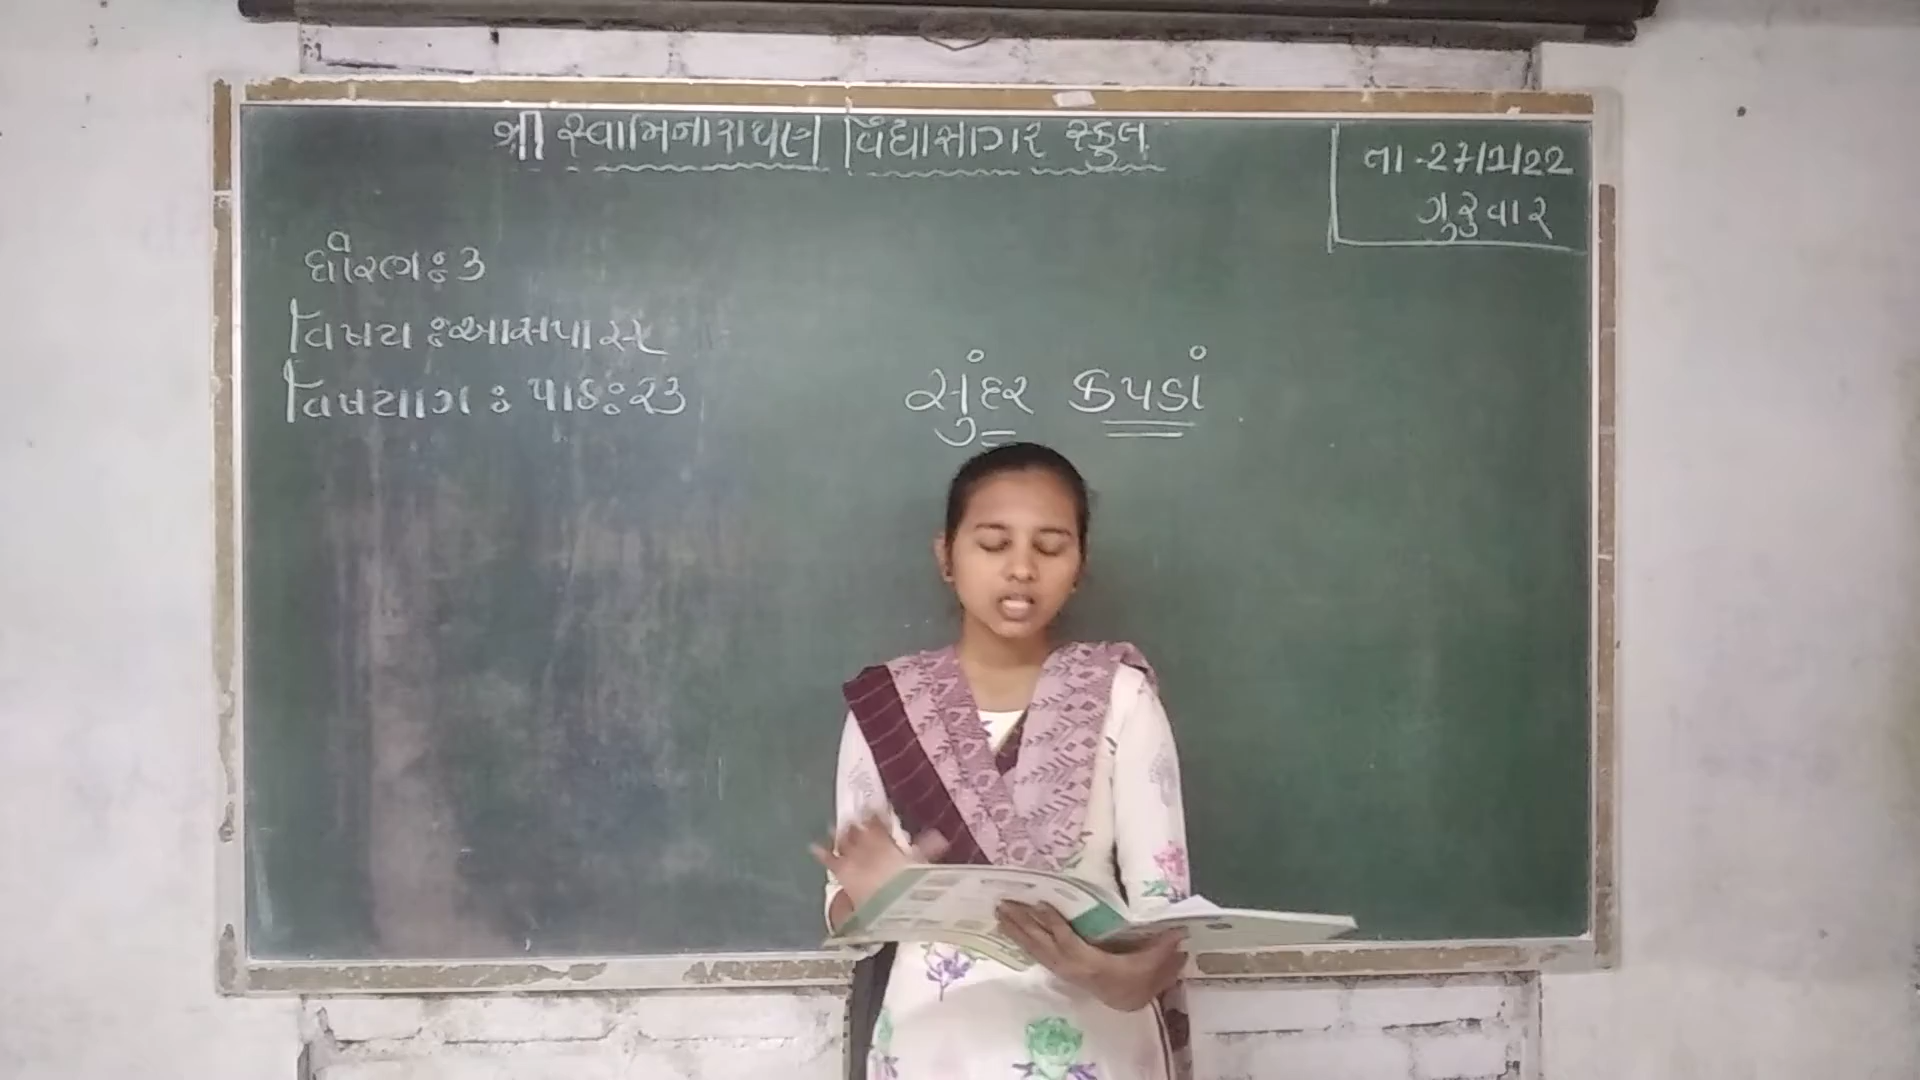 શ્રી સ્વામિનારાયણ વિદ્યાસાગર સ્કુલ
તા -27/1/22
ગુરુવાર
ધોરણ : 3
વિષય : આસપાસ
વિષયાંગ : પાઠ : 23
સુંદર કપડાં